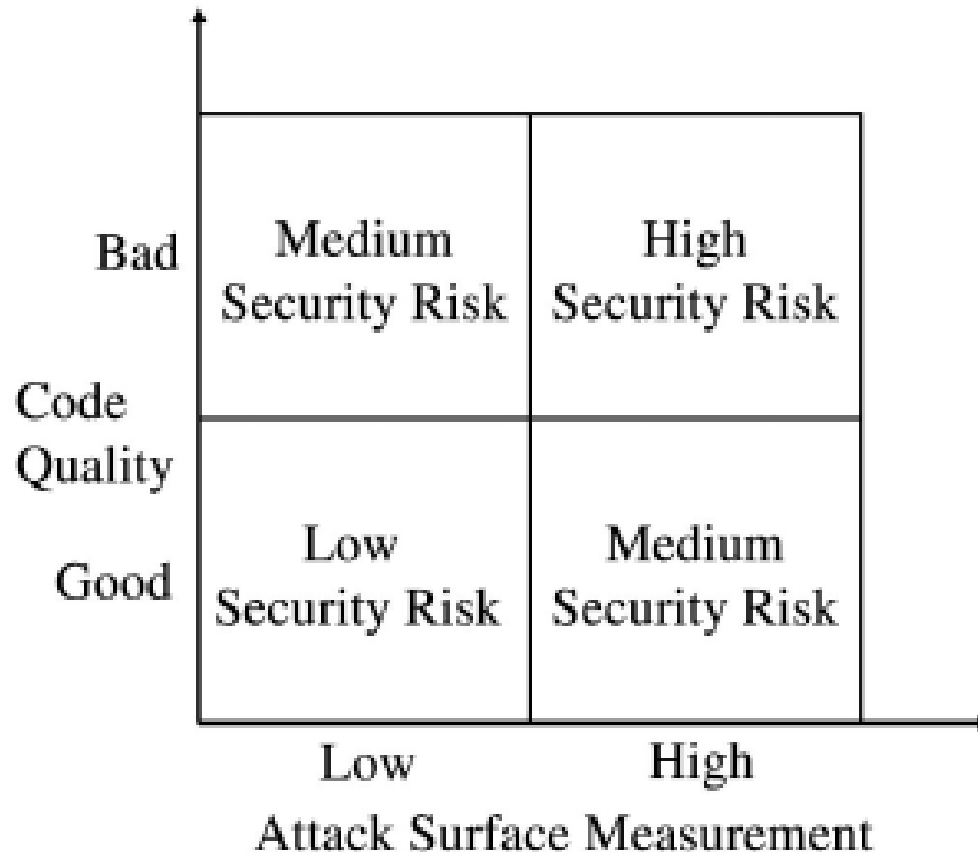 Bad
Medium
Security Risk
High
Security Risk
Code
Quality
Good
Low
Security Risk
Medium
Security Risk
Low
High
Attack Surface Measurement